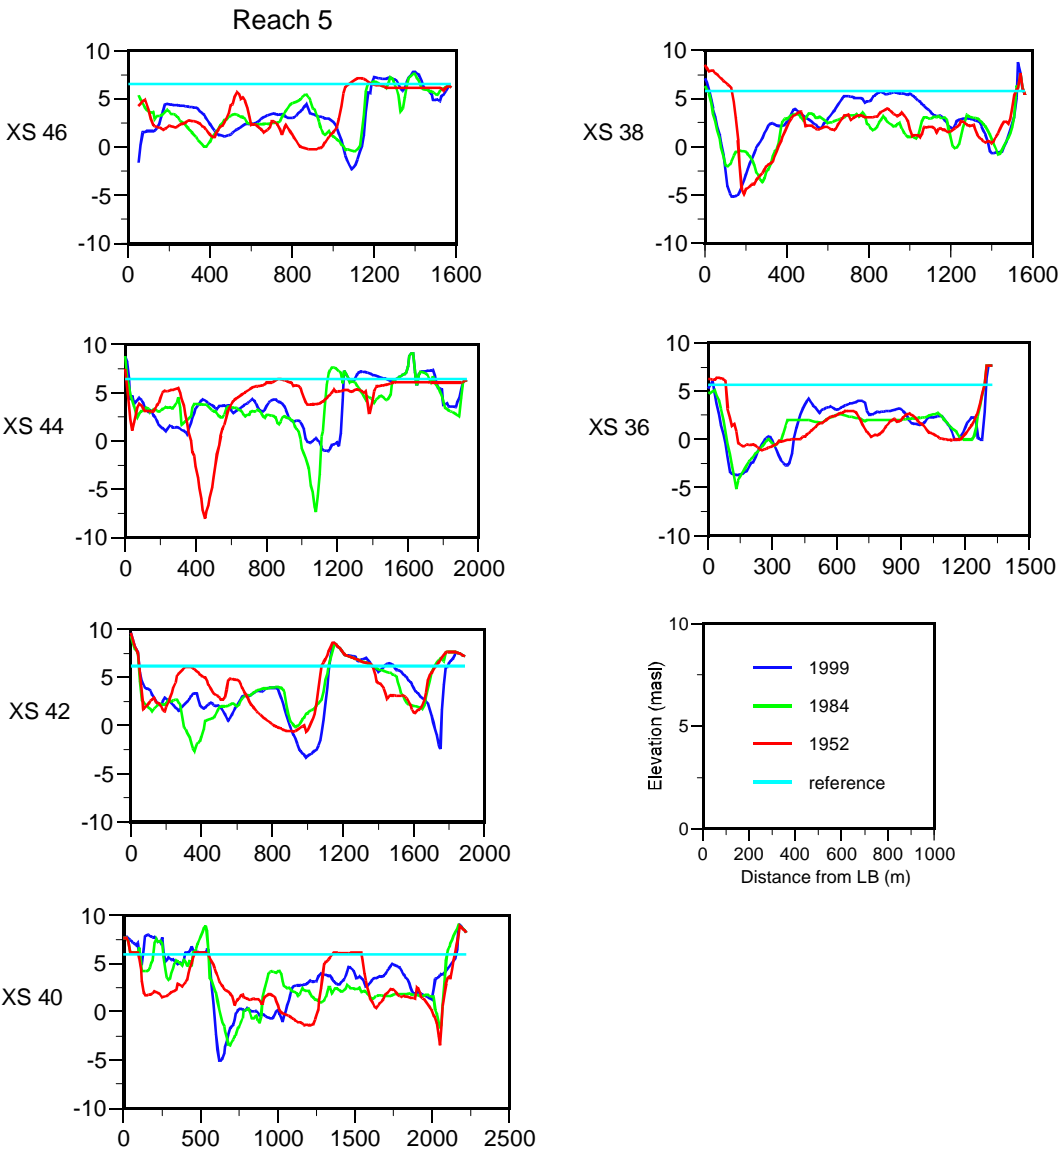 Reach 5
10
5
0
-5
-10
XS 46
0 400 800 1200 1600
10
5
0
-5
-10
XS 38
0 400 800 1200 1600
10
5
0
-5
-10
XS 44
0 400 800 1200 1600 2000
10
5
0
-5
-10
XS 36
0 300 600 900 1200 1500
10
5
0
-5
-10
XS 42
0 400 800 1200 1600 2000
10
5
0
Elevation (masl)
1999
1984
1952
reference
0 200 400 600 800 1000
Distance from LB (m)
10
5
0
-5
-10
XS 40
0 500 1000 1500 2000 2500